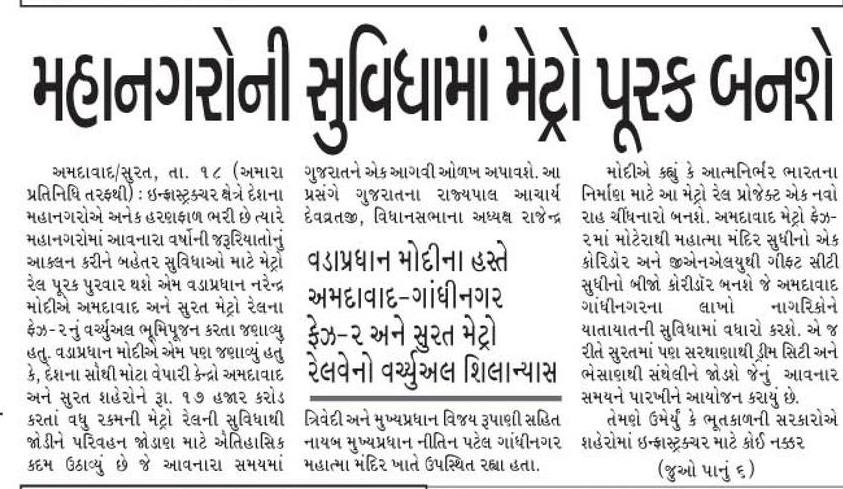 મહાનગરોની સુવિધામાં મેટ્રો પૂરક બનશે
અમદાવાદ/સુરત, તા. ૧૮ (અમારા
પ્રતિનિધિ તરફથી) : ઇન્ફ્રાસ્ટ્રક્ચર ક્ષેત્રે દેશના
મહાનગરોએ અનેક હરણફાળ ભરી છે ત્યારે
મહાનગરોમાં આવનારા વર્ષોની જરૂરિયાતોનું
આકલન કરીને બહેતર સુવિધાઓ માટે મેટ્રો
રેલ પૂરક પુરવાર થશે એમ વડાપ્રધાન નરેન્દ્ર
મોદીએ અમદાવાદ અને સુરત મેટ્રો રેલના
ફેઝ-૨નું વર્ચ્યુઅલ ભૂમિપૂજન કરતા જણાવ્યુ
હતુ. વડાપ્રધાન મોદીએ એમ પણ જણાવ્યું હતું
કે, દેશના સૌથી મોટા વેપારી કેન્દ્રો અમદાવાદ
અને સુરત શહેરોને રૂા. ૧૭ હજાર કરોડ
કરતાં વધુ રકમની મેટ્રો રેલની સુવિધાથી
જોડીને પરિવહન જોડાણ માટે ઐતિહાસિક
કદમ ઉઠાવ્યું છે જે આવનારા સમયમાં
ગુજરાતને એક આગવી ઓળખ અપાવશે. આ
પ્રસંગે ગુજરાતના રાજ્યપાલ આચાર્ય
દેવવ્રતજી, વિધાનસભાના અધ્યક્ષ રાજેન્દ્ર
વડાપ્રધાન મોદીના હસ્તે
અમદાવાદ-ગાંધીનગર
ફેઝ-૨ અને સુરત મેટ્રો
રેલવેનો વર્ચ્યુઅલ શિલાન્યાસ
ત્રિવેદી અને મુખ્યપ્રધાન વિજય રૂપાણી સહિત
નાયબ મુખ્યપ્રધાન નીતિન પટેલ ગાંધીનગર
મહાત્મા મંદિર ખાતે ઉપસ્થિત રહ્યા હતા.
મોદીએ કહ્યું કે આત્મનિર્ભર ભારતના
નિર્માણ માટે આ મેટ્રો રેલ પ્રોજેક્ટ એક નવો
રાહ ચીંધનારો બનશે. અમદાવાદ મેટ્રો ફેઝ-
૨માં મોટેરાથી મહાત્મા મંદિર સુધીનો એક
કોરિડોર અને જીએનએલયુથી ગીફ્ટ સીટી
સુધીનો બીજો કોરીડોર બનશે જે અમદાવાદ
ગાંધીનગરના લાખો નાગરિકોને
યાતાયાતની સુવિધામાં વધારો કરશે. એ જ
રીતે સુરતમાં પણ સરથાણાથી ડ્રીમ સિટી અને
ભેસાણથી સંથેલીને જોડશે જેનું આવનાર
સમયને પારખીને આયોજન કરાયું છે.
તેમણે ઉમેર્યું કે ભૂતકાળની સરકારોએ
શહેરોમાં ઇન્ફ્રાસ્ટ્રક્ચર માટે કોઈ નક્કર
(જુઓ પાનું ૬)